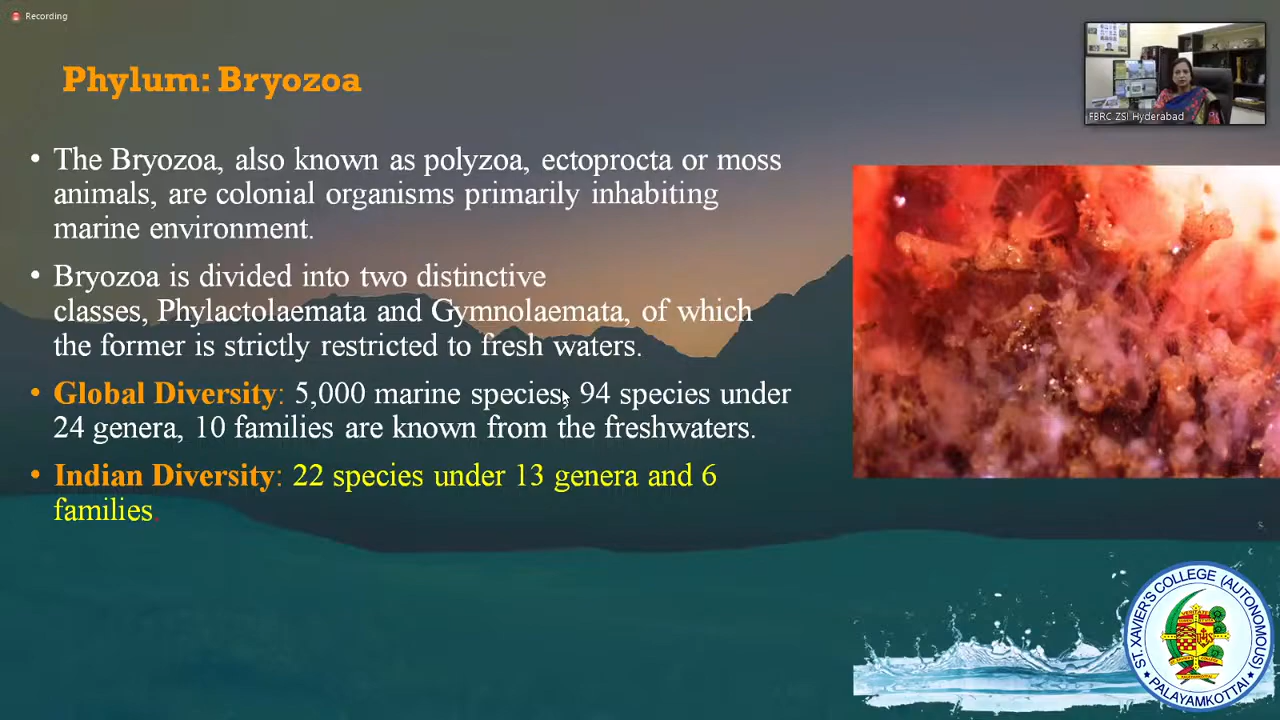 Recording
Phylum: Bryozoa
FBRC ZSI Hyderabad
• The Bryozoa, also known as polyzoa, ectoprocta or moss
animals, are colonial organisms primarily inhabiting
marine environment.
• Bryozoa is divided into two distinctive
classes, Phylactolaemata and Gymnolaemata, of which
the former is strictly restricted to fresh waters.
• Global Diversity: 5,000 marine species, 94 species under
24 genera, 10 families are known from the freshwaters.
• Indian Diversity: 22 species under 13 genera and 6
families.
ST. XAVIER'S COLLEGE (AUTONOMOUS)
PALAYAMKOTTAI